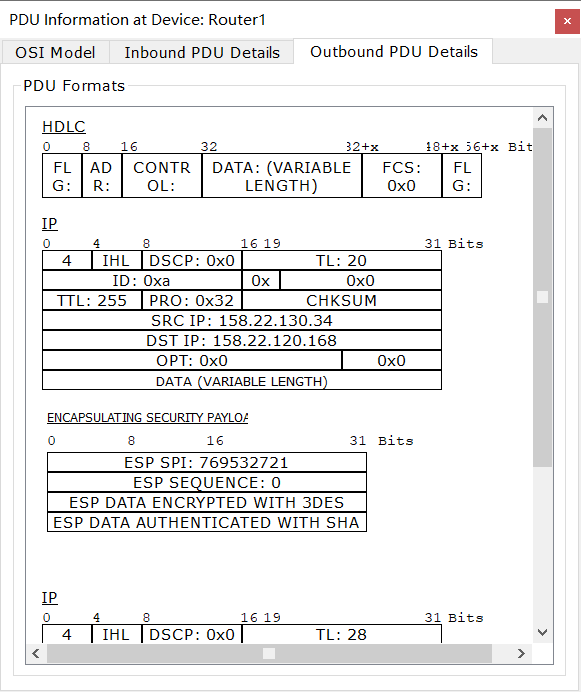 PDU Information at Device: Router1
OSI Model Inbound PDU Details Outbound PDU Details
PDU Formats
HDLC
0 8 16 32 32+x 48+x 56+x Bit
FL ADR CONTR DATA: (VARIABLE FCS: FL
G: R: OL: LENGTH) 0x0 G:
IP
0 4 8 16 19 31 Bits
4 IHL DSCP: 0x0 TL: 20
ID: 0xa 0x 0x0
TTL: 255 PRO: 0x32 CHKSUM
SRC IP: 158.22.130.34
DST IP: 158.22.120.168
OPT: 0x0 0x0
DATA (VARIABLE LENGTH)
ENCAPSULATING SECURITY PAYLOA
0 8 16 31 Bits
ESP SPI: 769532721
ESP SEQUENCE: 0
ESP DATA ENCRYPTED WITH 3DES
ESP DATA AUTHENTICATED WITH SHA
IP
0 4 8 16 19 31 Bits
4 IHL DSCP: 0x0 TL: 28